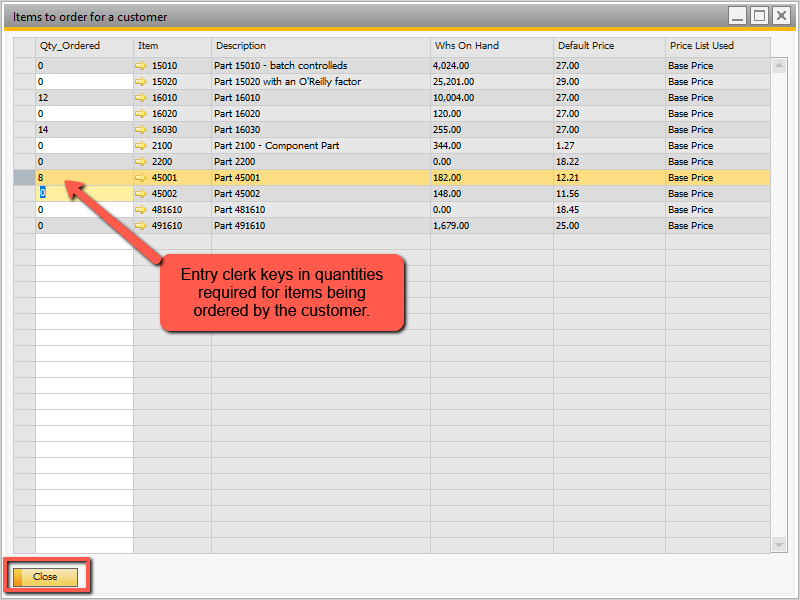 Items to order for a customer
Qty_Ordered Item Description Whs On Hand Default Price Price List Used
0 15010 Part 15010 - batch controlleds 4,024.00 27.00 Base Price
0 15020 Part 15020 with an O'Reilly factor 25,201.00 29.00 Base Price
12 16010 Part 16010 10,004.00 27.00 Base Price
0 16020 Part 16020 120.00 27.00 Base Price
14 16030 Part 16030 255.00 27.00 Base Price
0 2100 Part 2100 - Component Part 344.00 1.27 Base Price
0 2200 Part 2200 0.00 18.22 Base Price
8 45001 Part 45001 182.00 12.21 Base Price
0 45002 Part 45002 148.00 11.56 Base Price
0 481610 Part 481610 0.00 18.45 Base Price
0 491610 Part 491610 1,679.00 25.00 Base Price
Entry clerk keys in quantities
required for items being
ordered by the customer.
Close